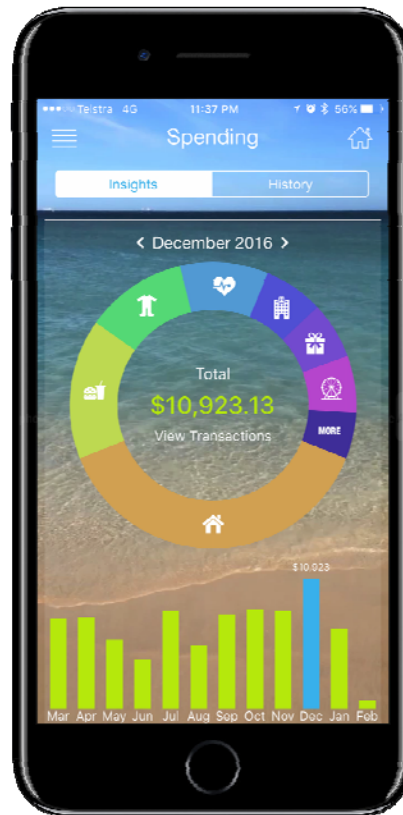 Telstra 4G 11:37 PM 56%
Spending
Insights History
< December 2016 >
Total
$10,923.13
View Transactions
MORE
$10,023
Mar Apr May Jun Jul Aug Sep Oct Nov Dec Jan Feb